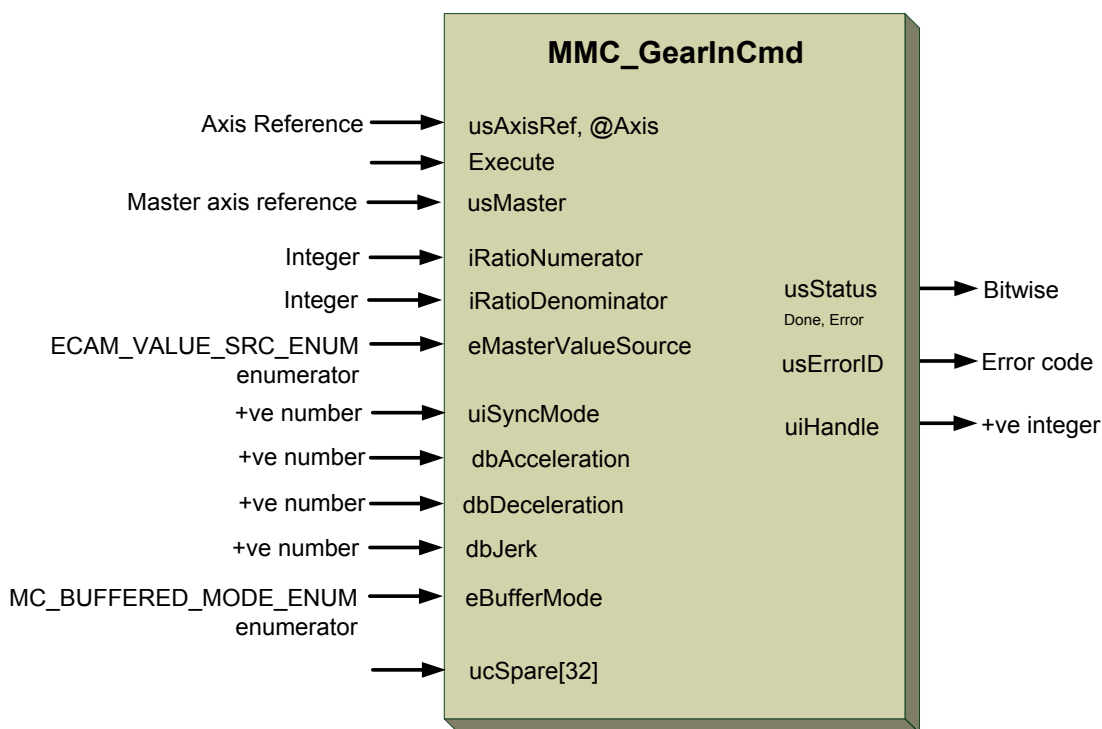 MMC_GearInCmd
Axis Reference
usAxisRef, @Axis
Execute
Master axis reference
usMaster
Integer
iRatioNumerator
Integer
iRatioDenominator
usStatus
Bitwise
Done, Error
ECAM_VALUE_SRC_ENUM
enumerator
eMasterValueSource
usErrorID
Error code
+ve number
uiSyncMode
uiHandle
+ve integer
+ve number
dbAcceleration
+ve number
dbDeceleration
+ve number
dbJerk
MC_BUFFERED_MODE_ENUM
enumerator
eBufferMode
ucSpare[32]